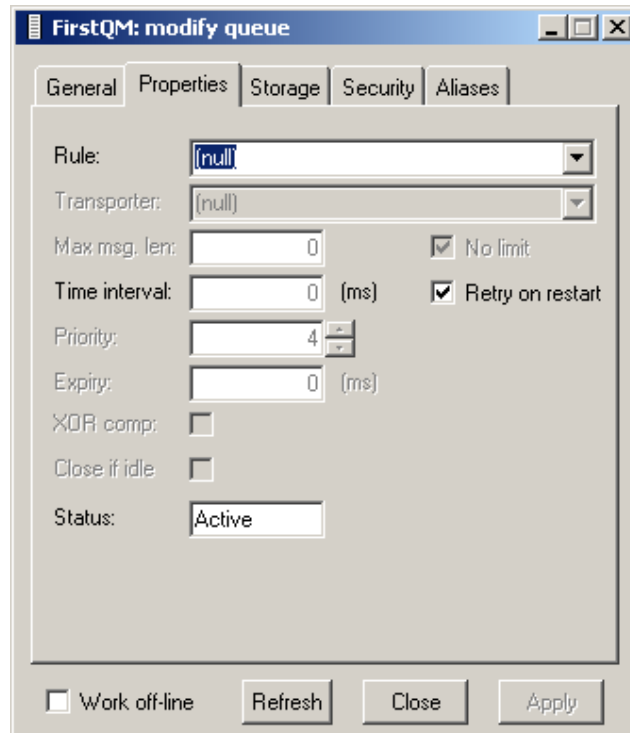 FirstQM: modify queue
General Properties Storage Security Aliases
Rule: (null)
Transporter: (null)
Max msg. len: 0 No limit
Time interval: 0 (ms) Retry on restart
Priority: 4
Expiry: 0 (ms)
XOR comp:
Close if idle
Status: Active
Work off-line Refresh Close Apply